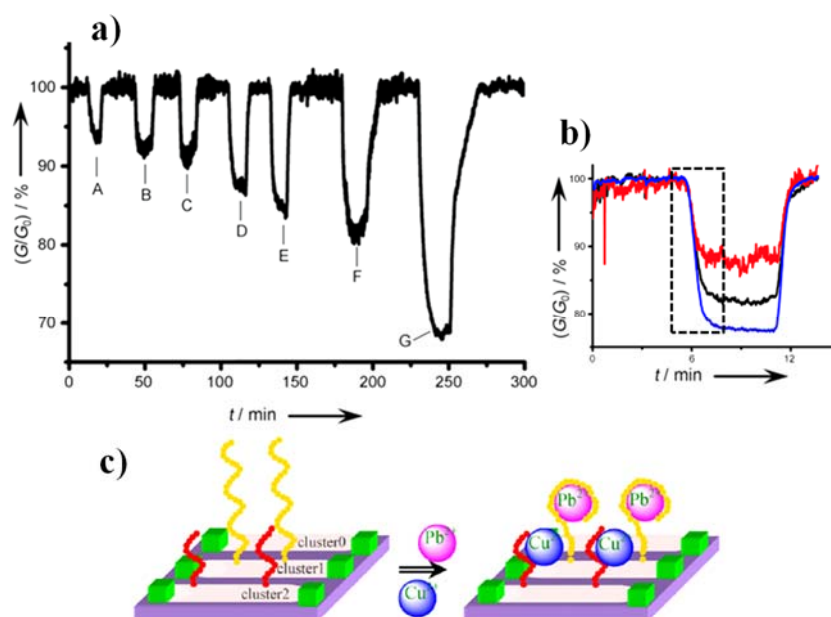 a)
(G/G₀) / %
100
90
80
70
A
B
C
D
E
F
G
0
50
100
150
200
250
300
t / min
b)
(G/G₀) / %
100
90
80
0
6
12
t / min
c)
cluster0
cluster1
cluster2
Pb²⁺
Cu²⁺
Pb²
Pb²
Cu²
Cu²